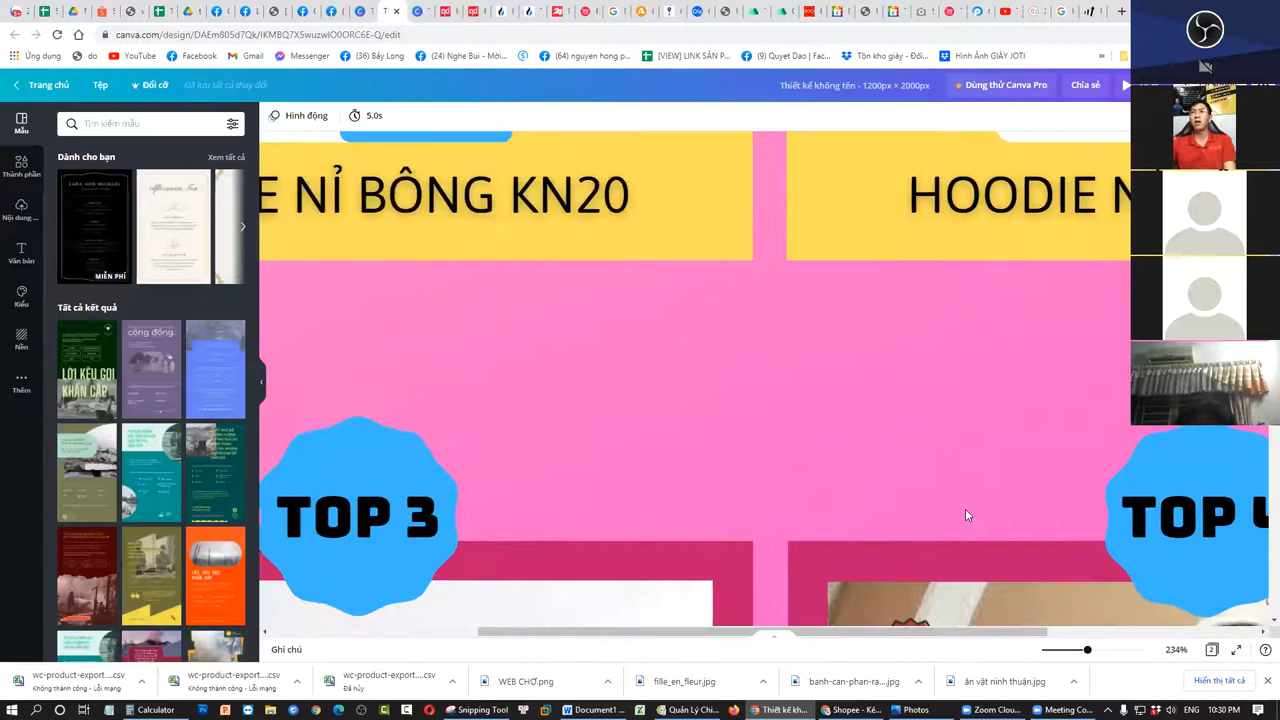 T
canva.com/design/DAEm805d7Qk/IKMBQ7X5wuzwIO0ORC6E-Q/edit
Ứng dụng
do
YouTube
Facebook
Gmail
(36) Bảy Long
Messenger
(24) Nghe Bui - Mời...
(64) nguyen hong p...
[VIEW] LINK SẢN P...
(9) Quyet Dao | Fac...
Tồn kho giày - Đối...
Hình Ảnh GIÀY JOTI
Trang chủ
Tệp
Đổi cỡ
Đã lưu tất cả thay đổi
Thiết kế không tên - 1200px × 2000px
Dùng thử Canva Pro
Chia sẻ
Mẫu
Tìm kiếm mẫu
Hình động
5.0s
Dành cho bạn
Xem tất cả
Thành phần
Nội dung ...
Văn bản
Kiểu
Nền
Thêm
MIỄN PHÍ
Tất cả kết quả
cộng đồng
LỜI KÊU GỌI
KHẨN CẤP
E NỈ BÔNG KN20
HOODIE N
TOP 3
TOP 4
Ghi chú
234%
2
wc-product-export....csv
Không thành công - Lỗi mạng
wc-product-export....csv
Không thành công - Lỗi mạng
wc-product-export....csv
Đã hủy
WEB CHỢ.png
fille_en_fleur.jpg
banh-can-phan-ra....jpg
ăn vặt ninh thuận.jpg
Hiển thị tất cả
Calculator
Snipping Tool
Document1 ...
Quản Lý Chi...
Thiết kế kh...
Shopee - Kê...
Photos
Zoom Clou...
Meeting Co...
ENG
10:30 PM